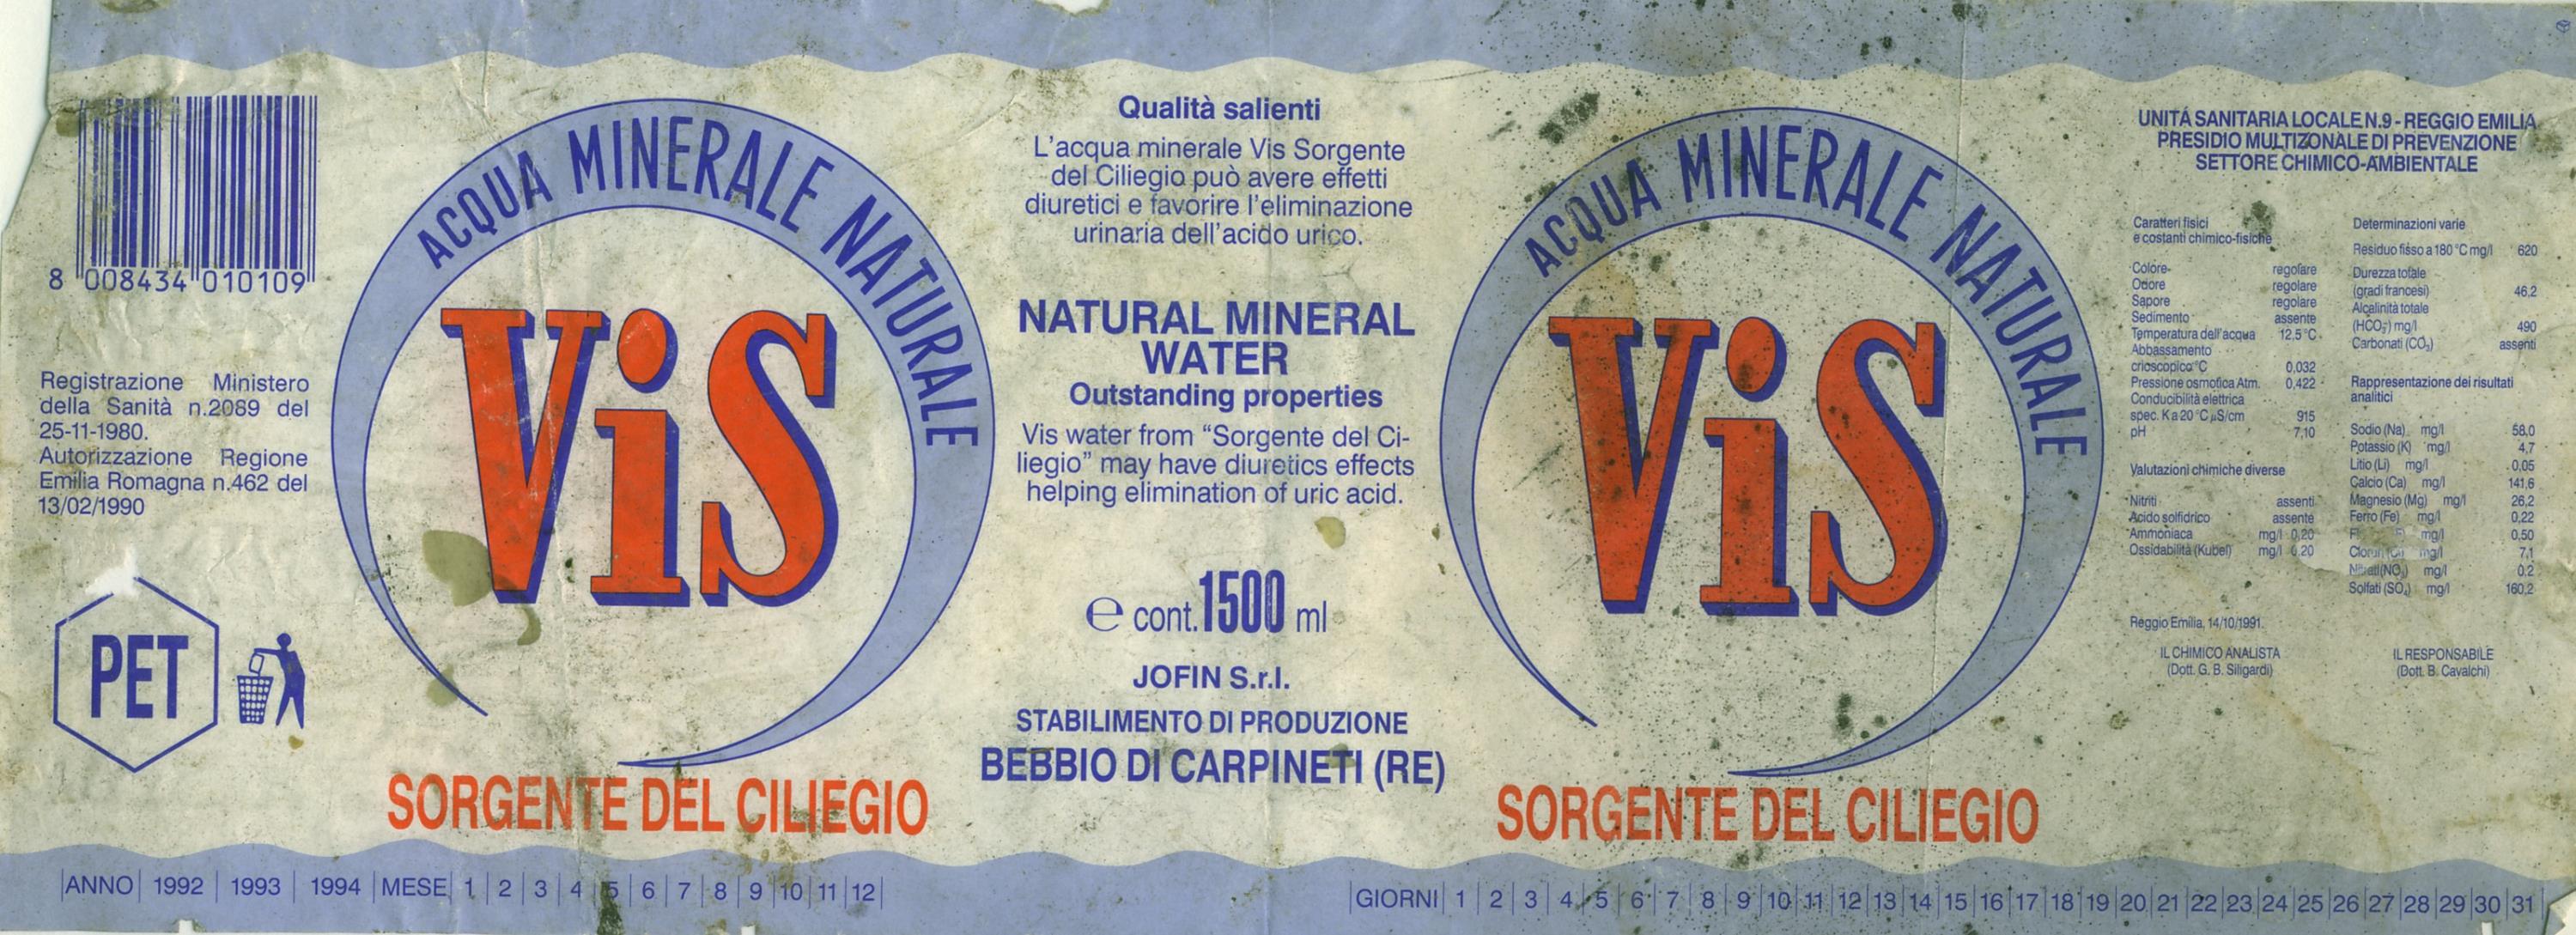 8 008434 010109
Registrazione Ministero
della Sanità n.2089 del
25-11-1980.
Autorizzazione Regione
Emilia Romagna n.462 del
13/02/1990
PET
ACQUA MINERALE NATURALE
ViS
SORGENTE DEL CILIEGIO
Qualità salienti
L'acqua minerale Vis Sorgente
del Ciliegio può avere effetti
diuretici e favorire l'eliminazione
urinaria dell'acido urico.
NATURAL MINERAL
WATER
Outstanding properties
Vis water from “Sorgente del Ci-
liegio” may have diuretics effects
helping elimination of uric acid.
℮ cont. 1500 ml
JOFIN S.r.l.
STABILIMENTO DI PRODUZIONE
BEBBIO DI CARPINETI (RE)
ACQUA MINERALE NATURALE
ViS
SORGENTE DEL CILIEGIO
UNITÁ SANITARIA LOCALE N.9 - REGGIO EMILIA
PRESIDIO MULTIZONALE DI PREVENZIONE
SETTORE CHIMICO-AMBIENTALE
Caratteri fisici
e costanti chimico-fisiche
Colore regolare
Odore regolare
Sapore regolare
Sedimento assente
Temperatura dell'acqua 12,5 °C
Abbassamento
crioscopico °C 0,032
Pressione osmotica Atm. 0,422
Conducibilità elettrica
spec. K a 20 °C µS/cm 915
pH 7,10
Valutazioni chimiche diverse
Nitriti assenti
Acido solfidrico assente
Ammoniaca mg/l 0,20
Ossidabilità (Kubel) mg/l 0.20
Reggio Emilia, 14/10/1991.
IL CHIMICO ANALISTA
(Dott. G. B. Siligardi)
Determinazioni varie
Residuo fisso a 180 °C mg/l 620
Durezza totale
(gradi francesi) 46,2
Alcalinità totale
(HCO₃⁻) mg/l 490
Carbonati (CO₃) assenti
Rappresentazione dei risultati
analitici
Sodio (Na) mg/l 58,0
Potassio (K) mg/l 4,7
Litio (Li) mg/l 0,05
Calcio (Ca) mg/l 141,6
Magnesio (Mg) mg/l 26,2
Ferro (Fe) mg/l 0,22
mg/l 0,50
mg/l 7,1
Nitrati (NO₃) mg/l 0.2
Solfati (SO₄) mg/l 160,2
IL RESPONSABILE
(Dott. B. Cavalchi)
ANNO 1992 1993 1994 MESE 1 2 3 4 5 6 7 8 9 10 11 12
GIORNI 1 2 3 4 5 6 7 8 9 10 11 12 13 14 15 16 17 18 19 20 21 22 23 24 25 26 27 28 29 30 31